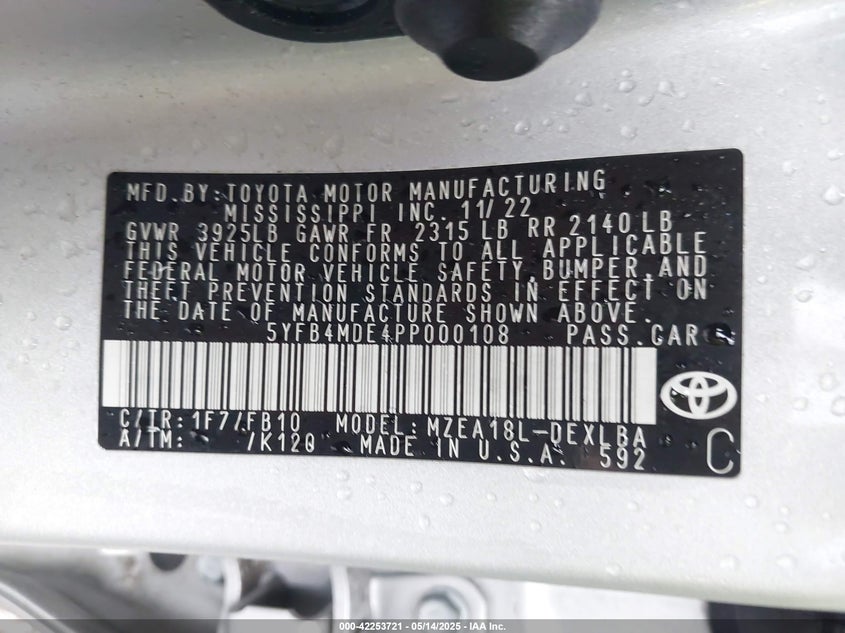 MFD.BY:TOYOTA MOTOR MANUFACTURING
MISSISSIPPI INC. 11/22
GVWR 3925LB GAWR FR 2315 LB RR 2140 LB
THIS VEHICLE CONFORMS TO ALL APPLICABLE
FEDERAL MOTOR VEHICLE SAFETY, BUMPER, AND
THEFT PREVENTION STANDARDS IN EFFECT ON
THE DATE OF MANUFACTURE SHOWN ABOVE.
5YFB4MDE4PP000108 PASS.CAR
C/TR: 1F7/FB10 MODEL: MZEA18L-DEXLBA
A/TM: /K120 MADE IN U.S.A. 592
C
000-42253721 | 05/14/2025 | IAA Inc.